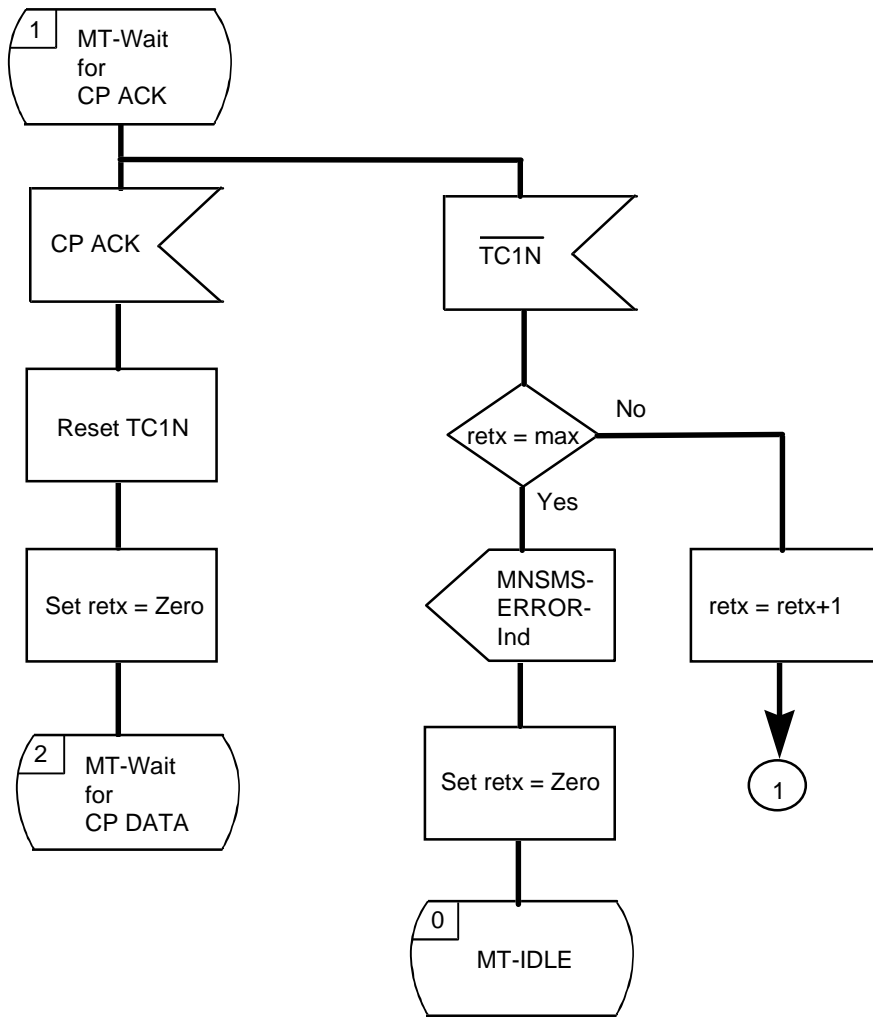 1
MT-Wait
for
CP ACK
CP ACK
TC1N
Reset TC1N
retx = max
No
Yes
Set retx = Zero
MNSMS-
ERROR-
Ind
retx = retx+1
2
MT-Wait
for
CP DATA
Set retx = Zero
1
0
MT-IDLE